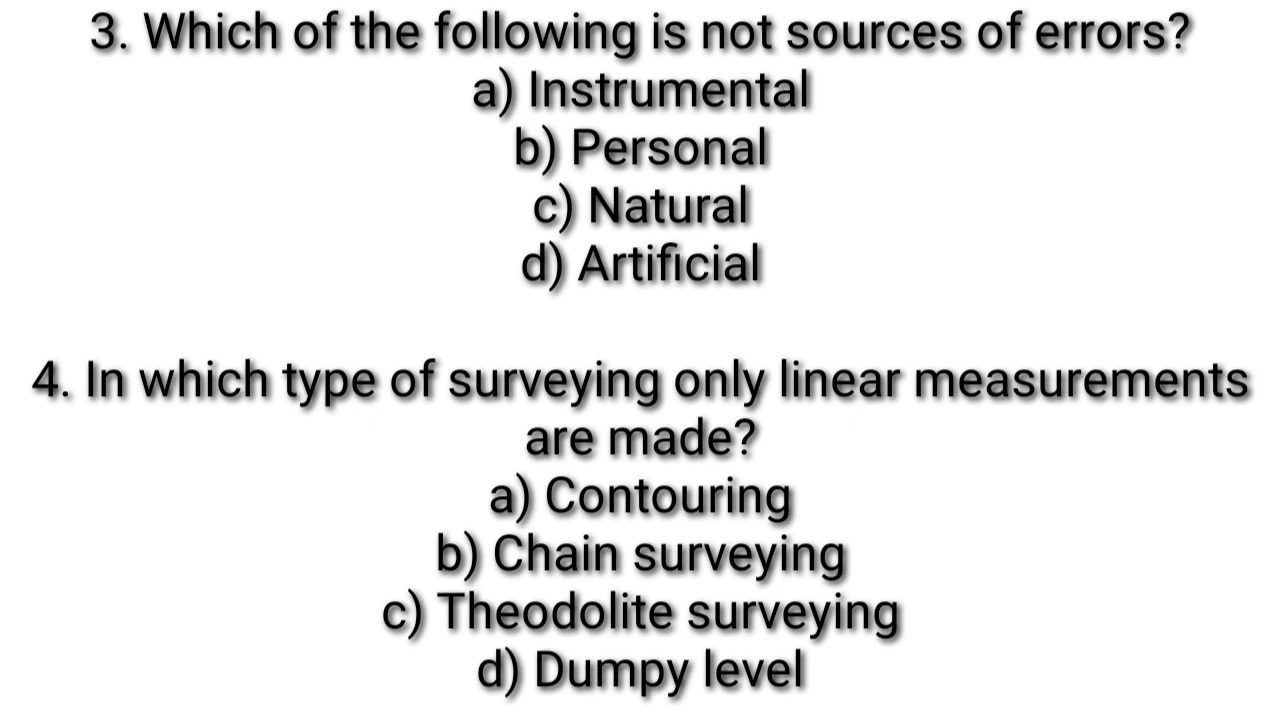 3. Which of the following is not sources of errors?
a) Instrumental
b) Personal
c) Natural
d) Artificial
4. In which type of surveying only linear measurements
are made?
a) Contouring
b) Chain surveying
c) Theodolite surveying
d) Dumpy level